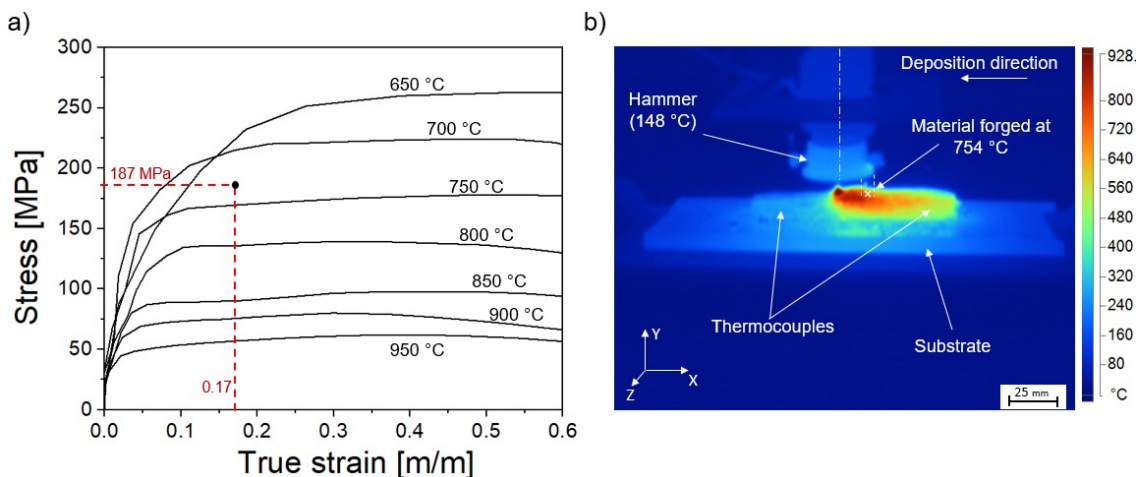 a)
300
250
200
150
100
50
0
Stress [MPa]
650 °C
700 °C
187 MPa
750 °C
800 °C
850 °C
900 °C
950 °C
0.17
0.0 0.1 0.2 0.3 0.4 0.5 0.6
True strain [m/m]
b)
Deposition direction
Hammer
(148 °C)
Material forged at
754 °C
Thermocouples
Substrate
Y
X
Z
25 mm
928.
800
720
640
560
480
400
320
240
160
80
°C